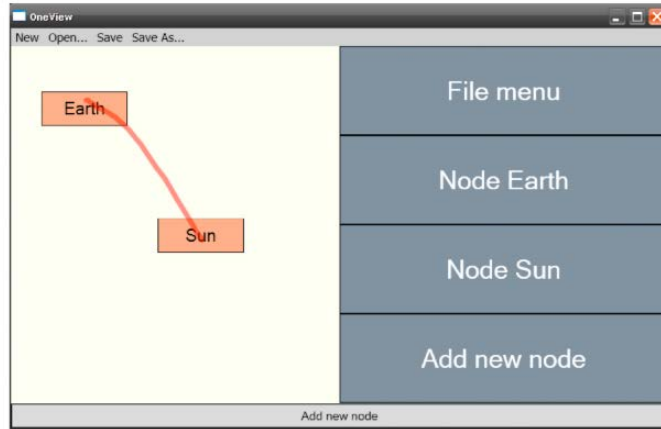 OneView
New Open... Save Save As...
Earth
Sun
File menu
Node Earth
Node Sun
Add new node
Add new node